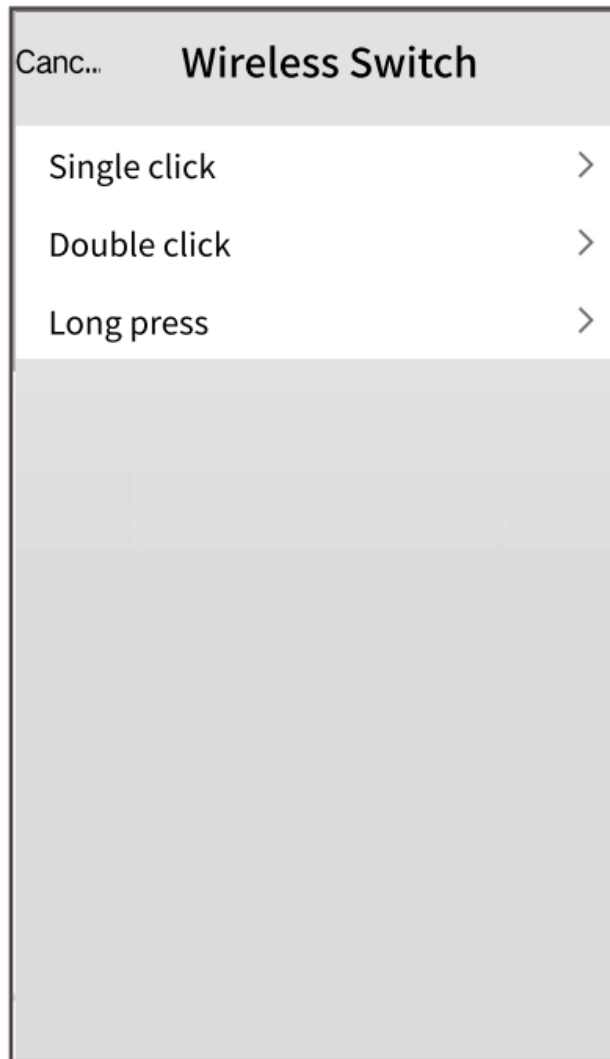 Canc...
Wireless Switch
Single click
Double click
Long press